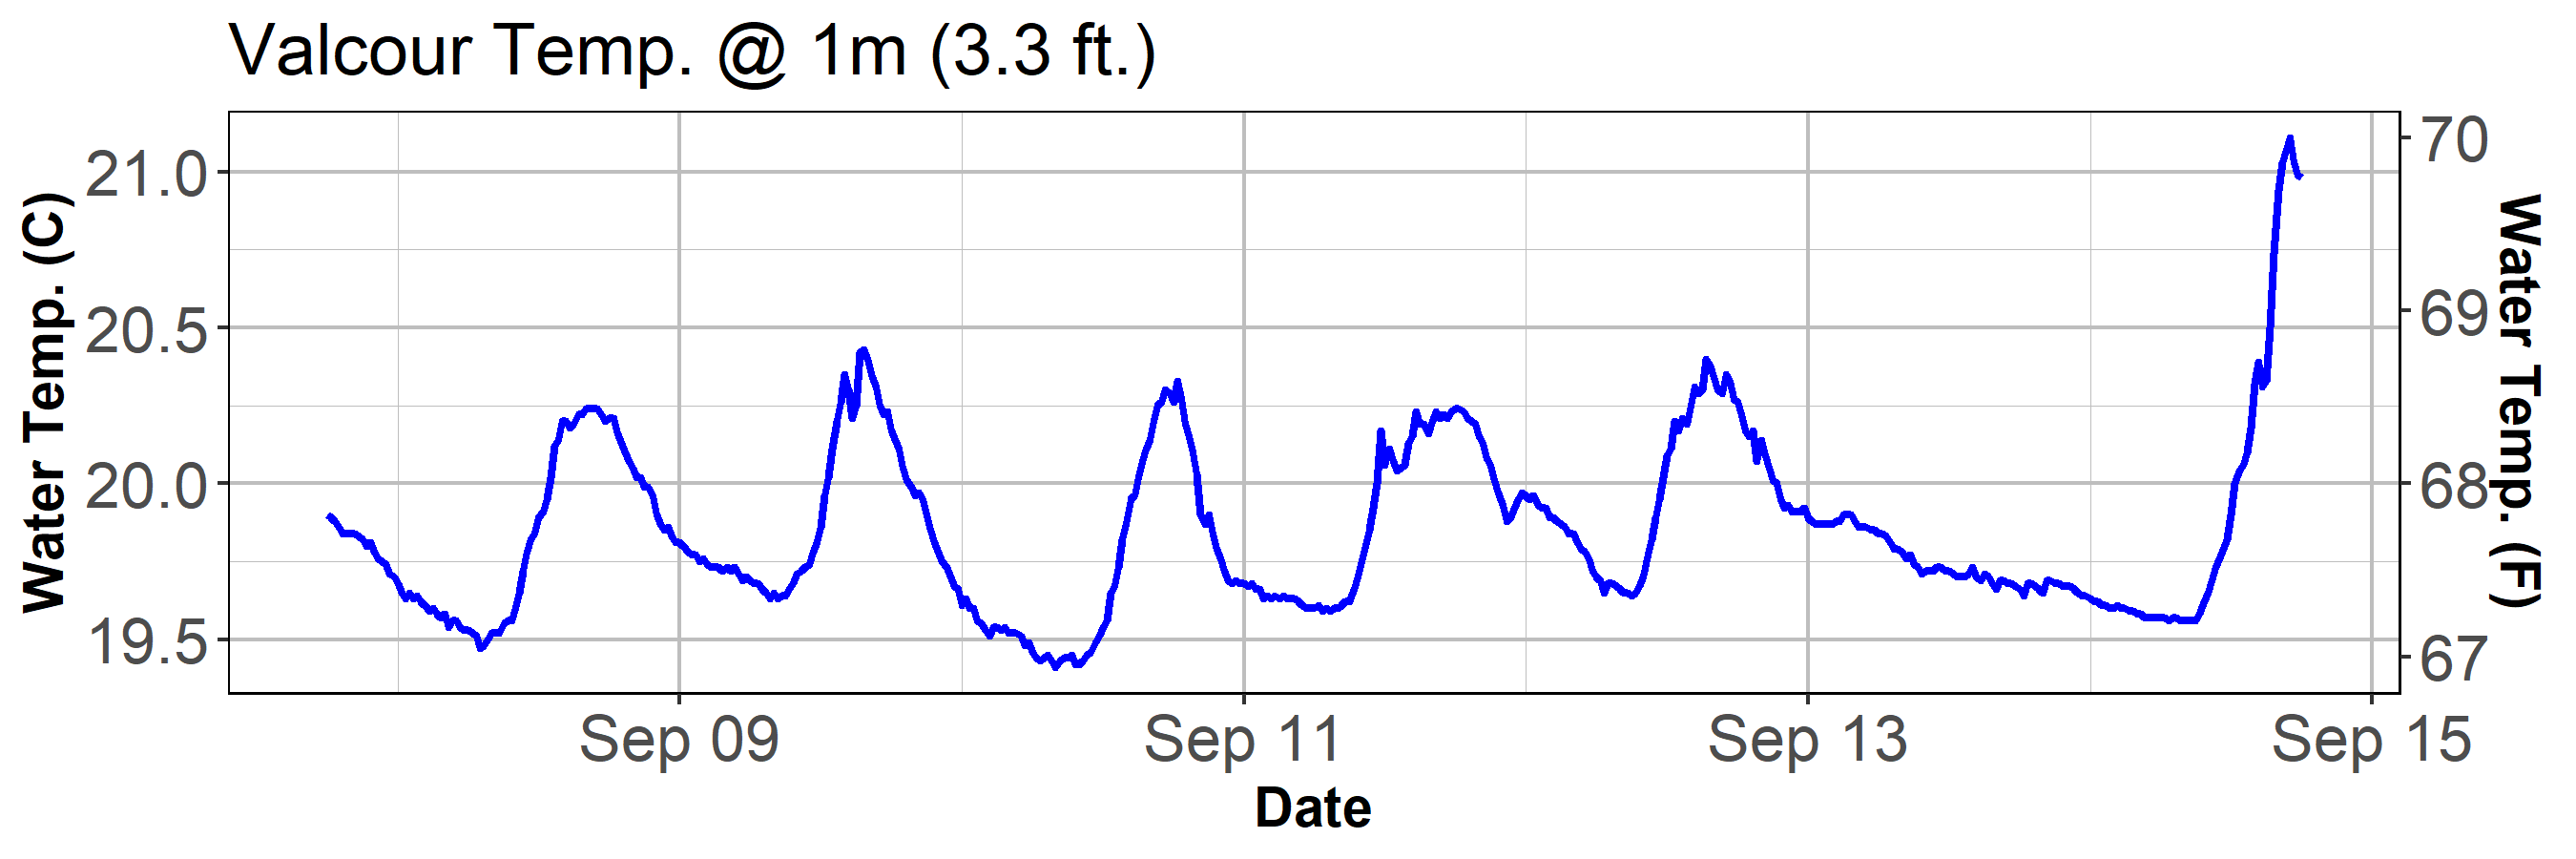 Valcour Temp. @ 1m (3.3 ft.)
Water Temp. (C)
21.0
20.5
20.0
19.5
70
69
68
67
Water Temp. (F)
Sep 09 Sep 11 Sep 13 Sep 15
Date